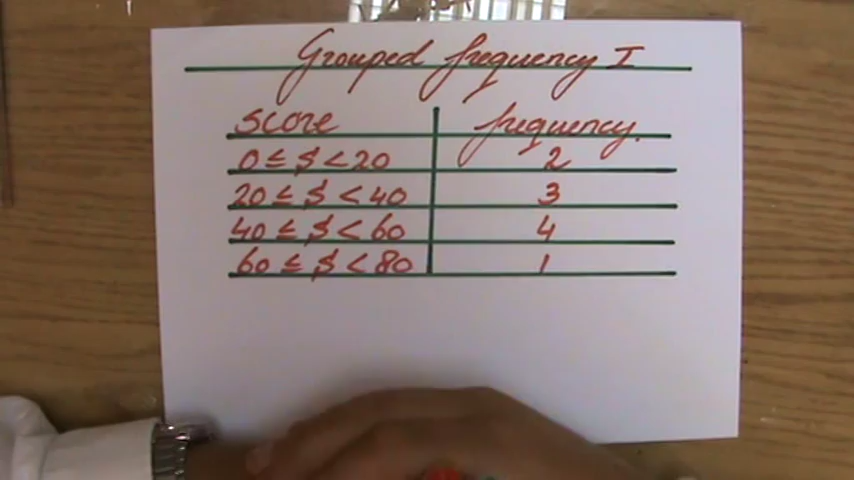 Grouped frequency I
score frequency.
0 ≤ s < 20 2
20 ≤ s < 40 3
40 ≤ s < 60 4
60 ≤ s < 80 1